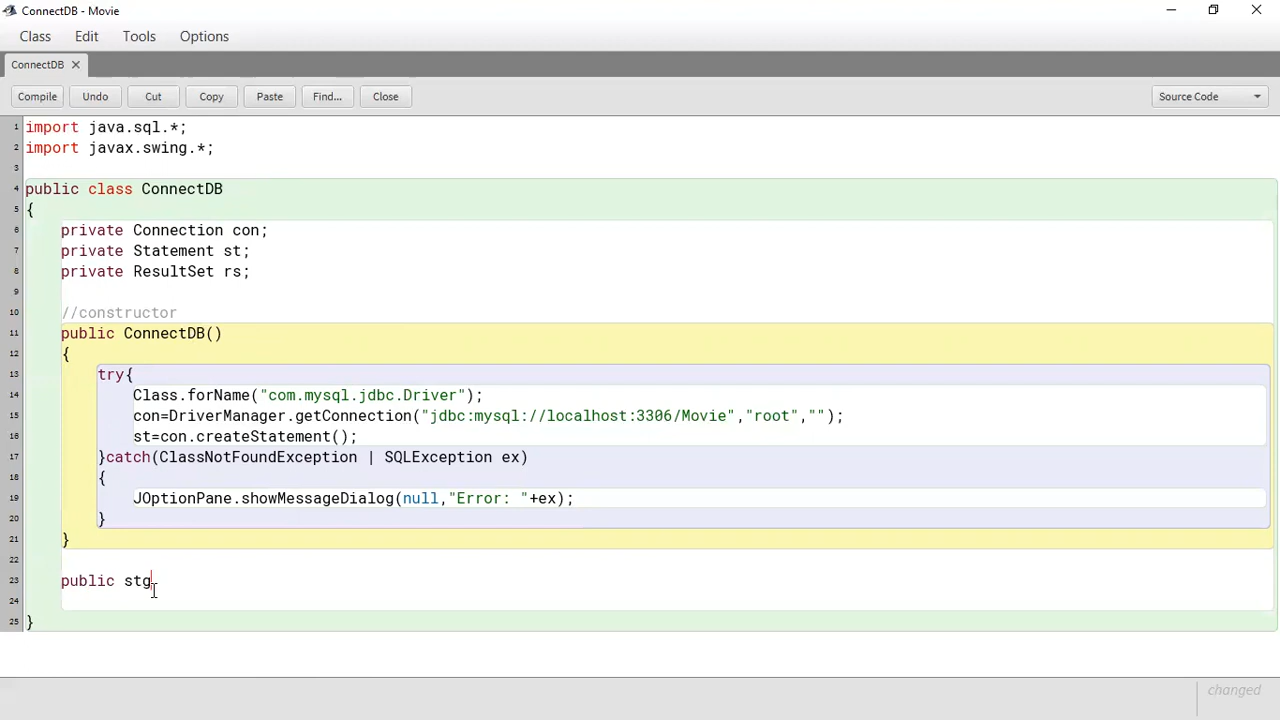 ConnectDB - Movie
Class Edit Tools Options
ConnectDB ×
Compile Undo Cut Copy Paste Find... Close Source Code
1 import java.sql.*;
2 import javax.swing.*;
3
4 public class ConnectDB
5 {
6 private Connection con;
7 private Statement st;
8 private ResultSet rs;
9
10 //constructor
11 public ConnectDB()
12 {
13 try{
14 Class.forName("com.mysql.jdbc.Driver");
15 con=DriverManager.getConnection("jdbc:mysql://localhost:3306/Movie","root","");
16 st=con.createStatement();
17 }catch(ClassNotFoundException | SQLException ex)
18 {
19 JOptionPane.showMessageDialog(null,"Error: "+ex);
20 }
21 }
22
23 public stg
24
25 }
changed